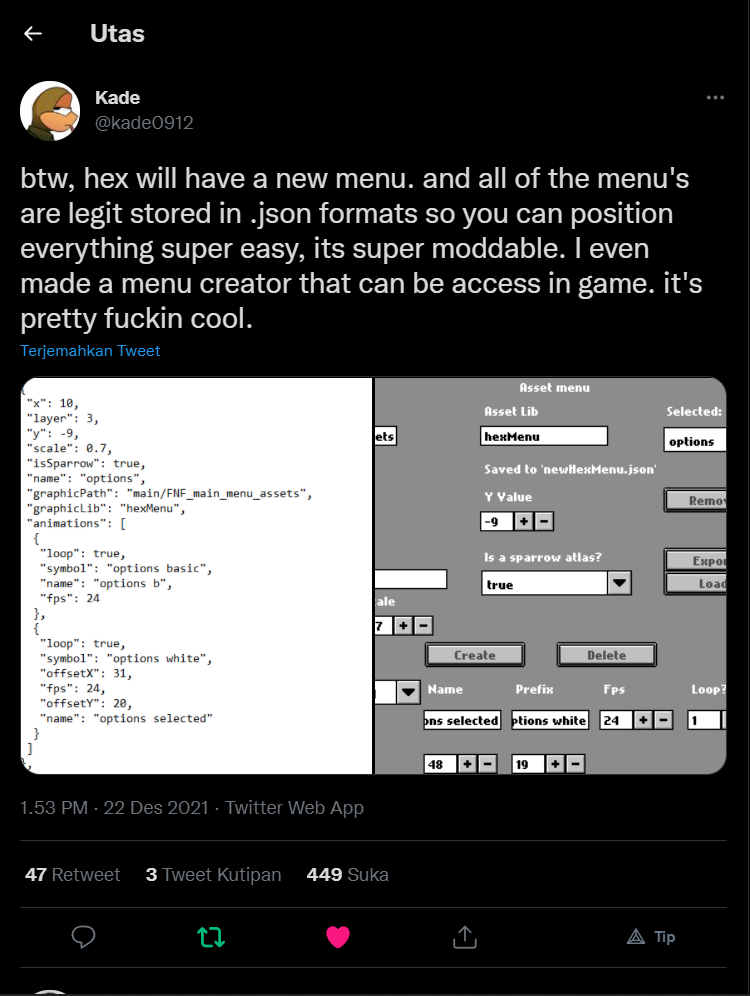 Utas
Kade
@kade0912
btw, hex will have a new menu. and all of the menu's
are legit stored in .json formats so you can position
everything super easy, its super moddable. I even
made a menu creator that can be access in game. it's
pretty fuckin cool.
Terjemahkan Tweet
{
"x": 10,
"layer": 3,
"y": -9,
"scale": 0.7,
"isSparrow": true,
"name": "options",
"graphicPath": "main/FNF_main_menu_assets",
"graphicLib": "hexMenu",
"animations": [
{
"loop": true,
"symbol": "options basic",
"name": "options b",
"fps": 24
},
{
"loop": true,
"symbol": "options white",
"offsetX": 31,
"fps": 24,
"offsetY": 20,
"name": "options selected"
}
]
},
Asset menu
Asset Lib
Selected:
ets
hexMenu
options
Saved to 'newHexMenu.json'
Y Value
Remov
-9 + -
Is a sparrow atlas?
Expor
true
Load
ale
7 + -
Create
Delete
Name
Prefix
Fps
Loop?
ons selected
ptions white
24 + -
1
48 + -
19 + -
1.53 PM · 22 Des 2021 · Twitter Web App
47 Retweet 3 Tweet Kutipan 449 Suka
Tip